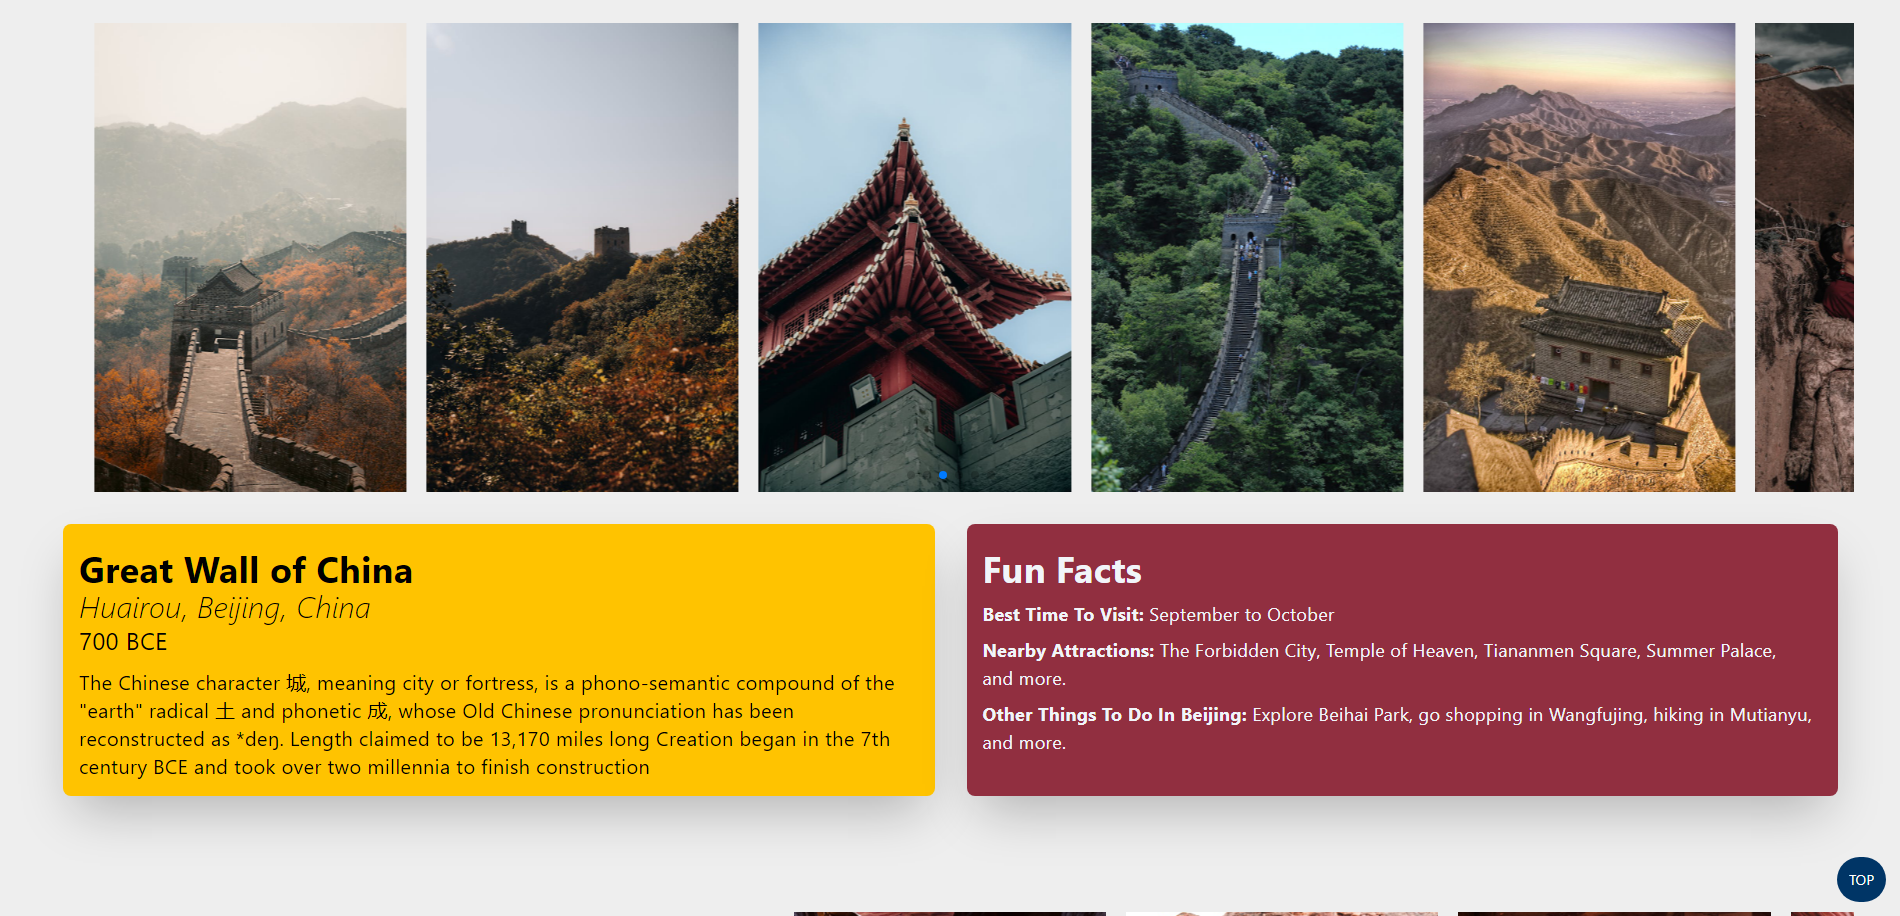 Great Wall of China
Huairou, Beijing, China
700 BCE
The Chinese character 城, meaning city or fortress, is a phono-semantic compound of the
"earth" radical 土 and phonetic 成, whose Old Chinese pronunciation has been
reconstructed as *deŋ. Length claimed to be 13,170 miles long Creation began in the 7th
century BCE and took over two millennia to finish construction
Fun Facts
Best Time To Visit: September to October
Nearby Attractions: The Forbidden City, Temple of Heaven, Tiananmen Square, Summer Palace,
and more.
Other Things To Do In Beijing: Explore Beihai Park, go shopping in Wangfujing, hiking in Mutianyu,
and more.
TOP